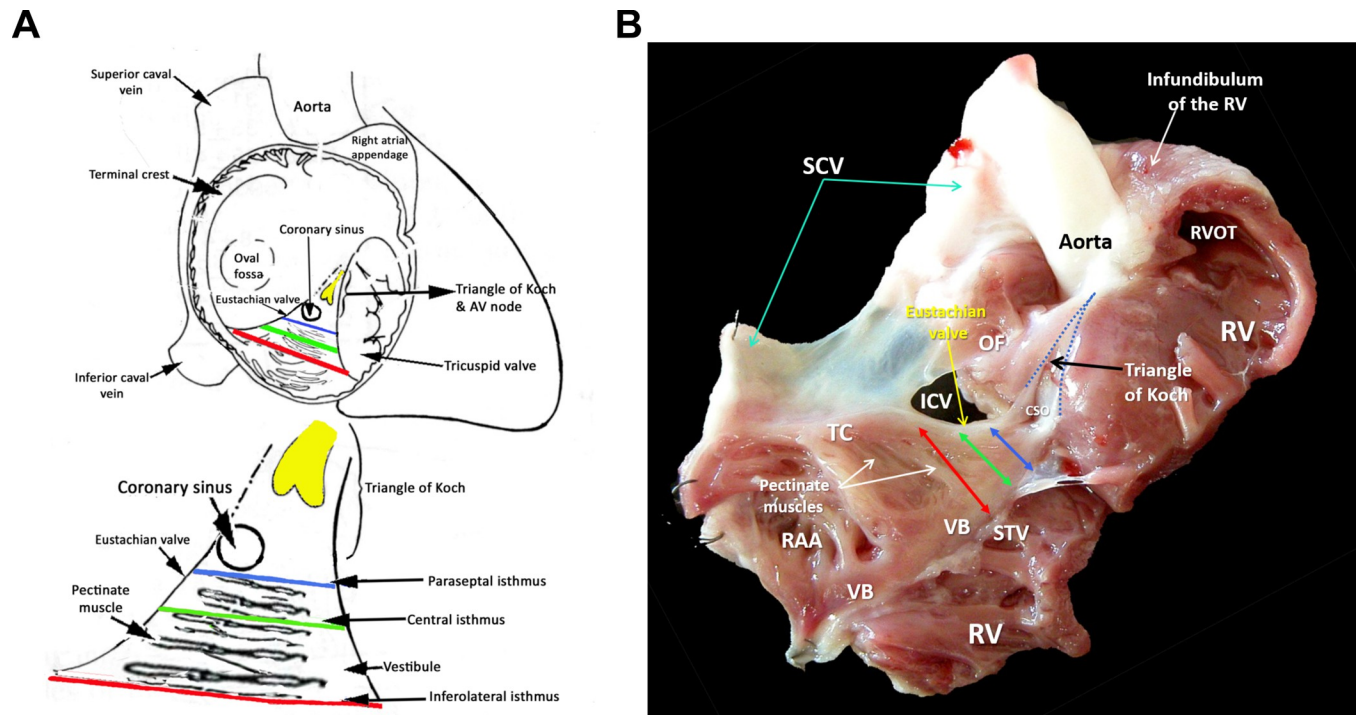 A
Superior caval
vein
Aorta
Right atrial
appendage
Terminal crest
Coronary sinus
Oval
fossa
Eustachian valve
Triangle of Koch
& AV node
Tricuspid valve
Inferior caval
vein
Coronary sinus
Triangle of Koch
Eustachian valve
Pectinate
muscle
Paraseptal isthmus
Central isthmus
Vestibule
Inferolateral isthmus
B
Infundibulum
of the RV
SCV
RVOT
Aorta
Eustachian
valve
OF
RV
Triangle
of Koch
ICV
CSO
TC
Pectinate
muscles
VB
STV
RAA
VB
RV